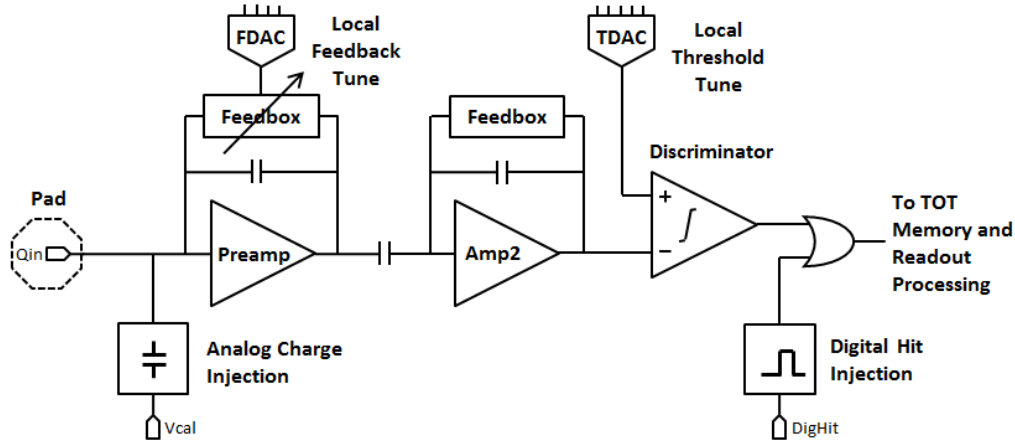 FDAC
Local
Feedback
Tune
Feedbox
TDAC
Local
Threshold
Tune
Feedbox
Discriminator
Pad
Qin
Preamp
Amp2
+
−
∫
To TOT
Memory and
Readout
Processing
Analog Charge
Injection
Vcal
Digital Hit
Injection
DigHit